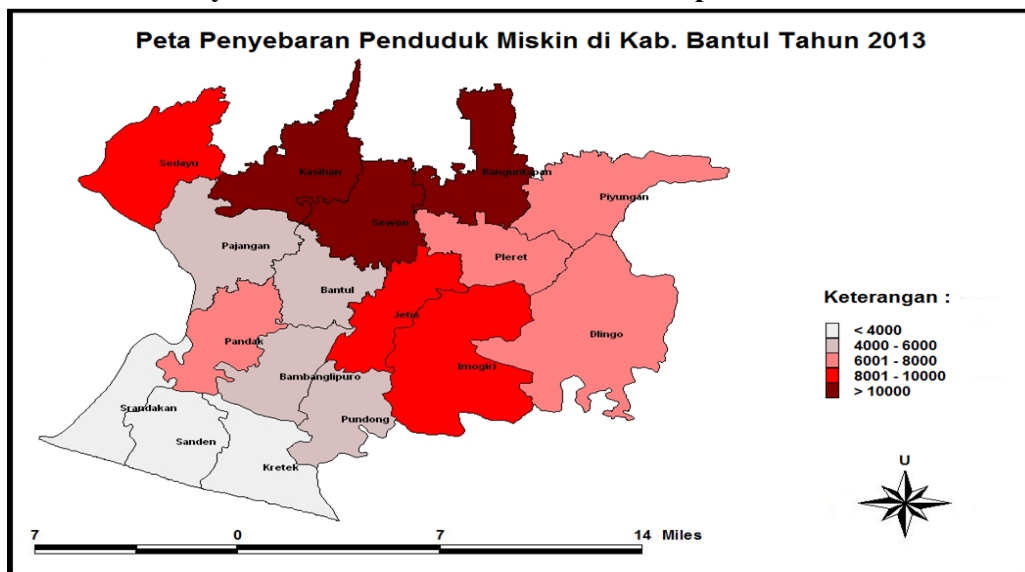 Peta Penyebaran Penduduk Miskin di Kab. Bantul Tahun 2013
Sedayu
Kasihan
Banguntapan
Piyungan
Sewon
Pajangan
Pleret
Bantul
Jetis
Dlingo
Pandak
Imogiri
Bambanglipuro
Srandakan
Pundong
Sanden
Kretek
Keterangan :
< 4000
4000 - 6000
6001 - 8000
8001 - 10000
> 10000
U
7 0 7 14 Miles